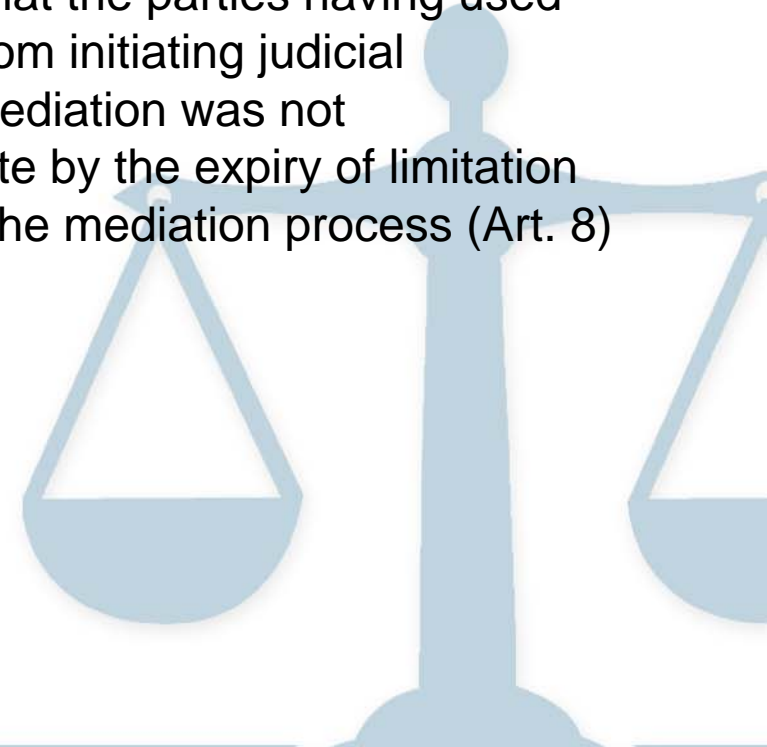 hat the parties having used
om initiating judicial
ediation was not
te by the expiry of limitation
he mediation process (Art. 8)